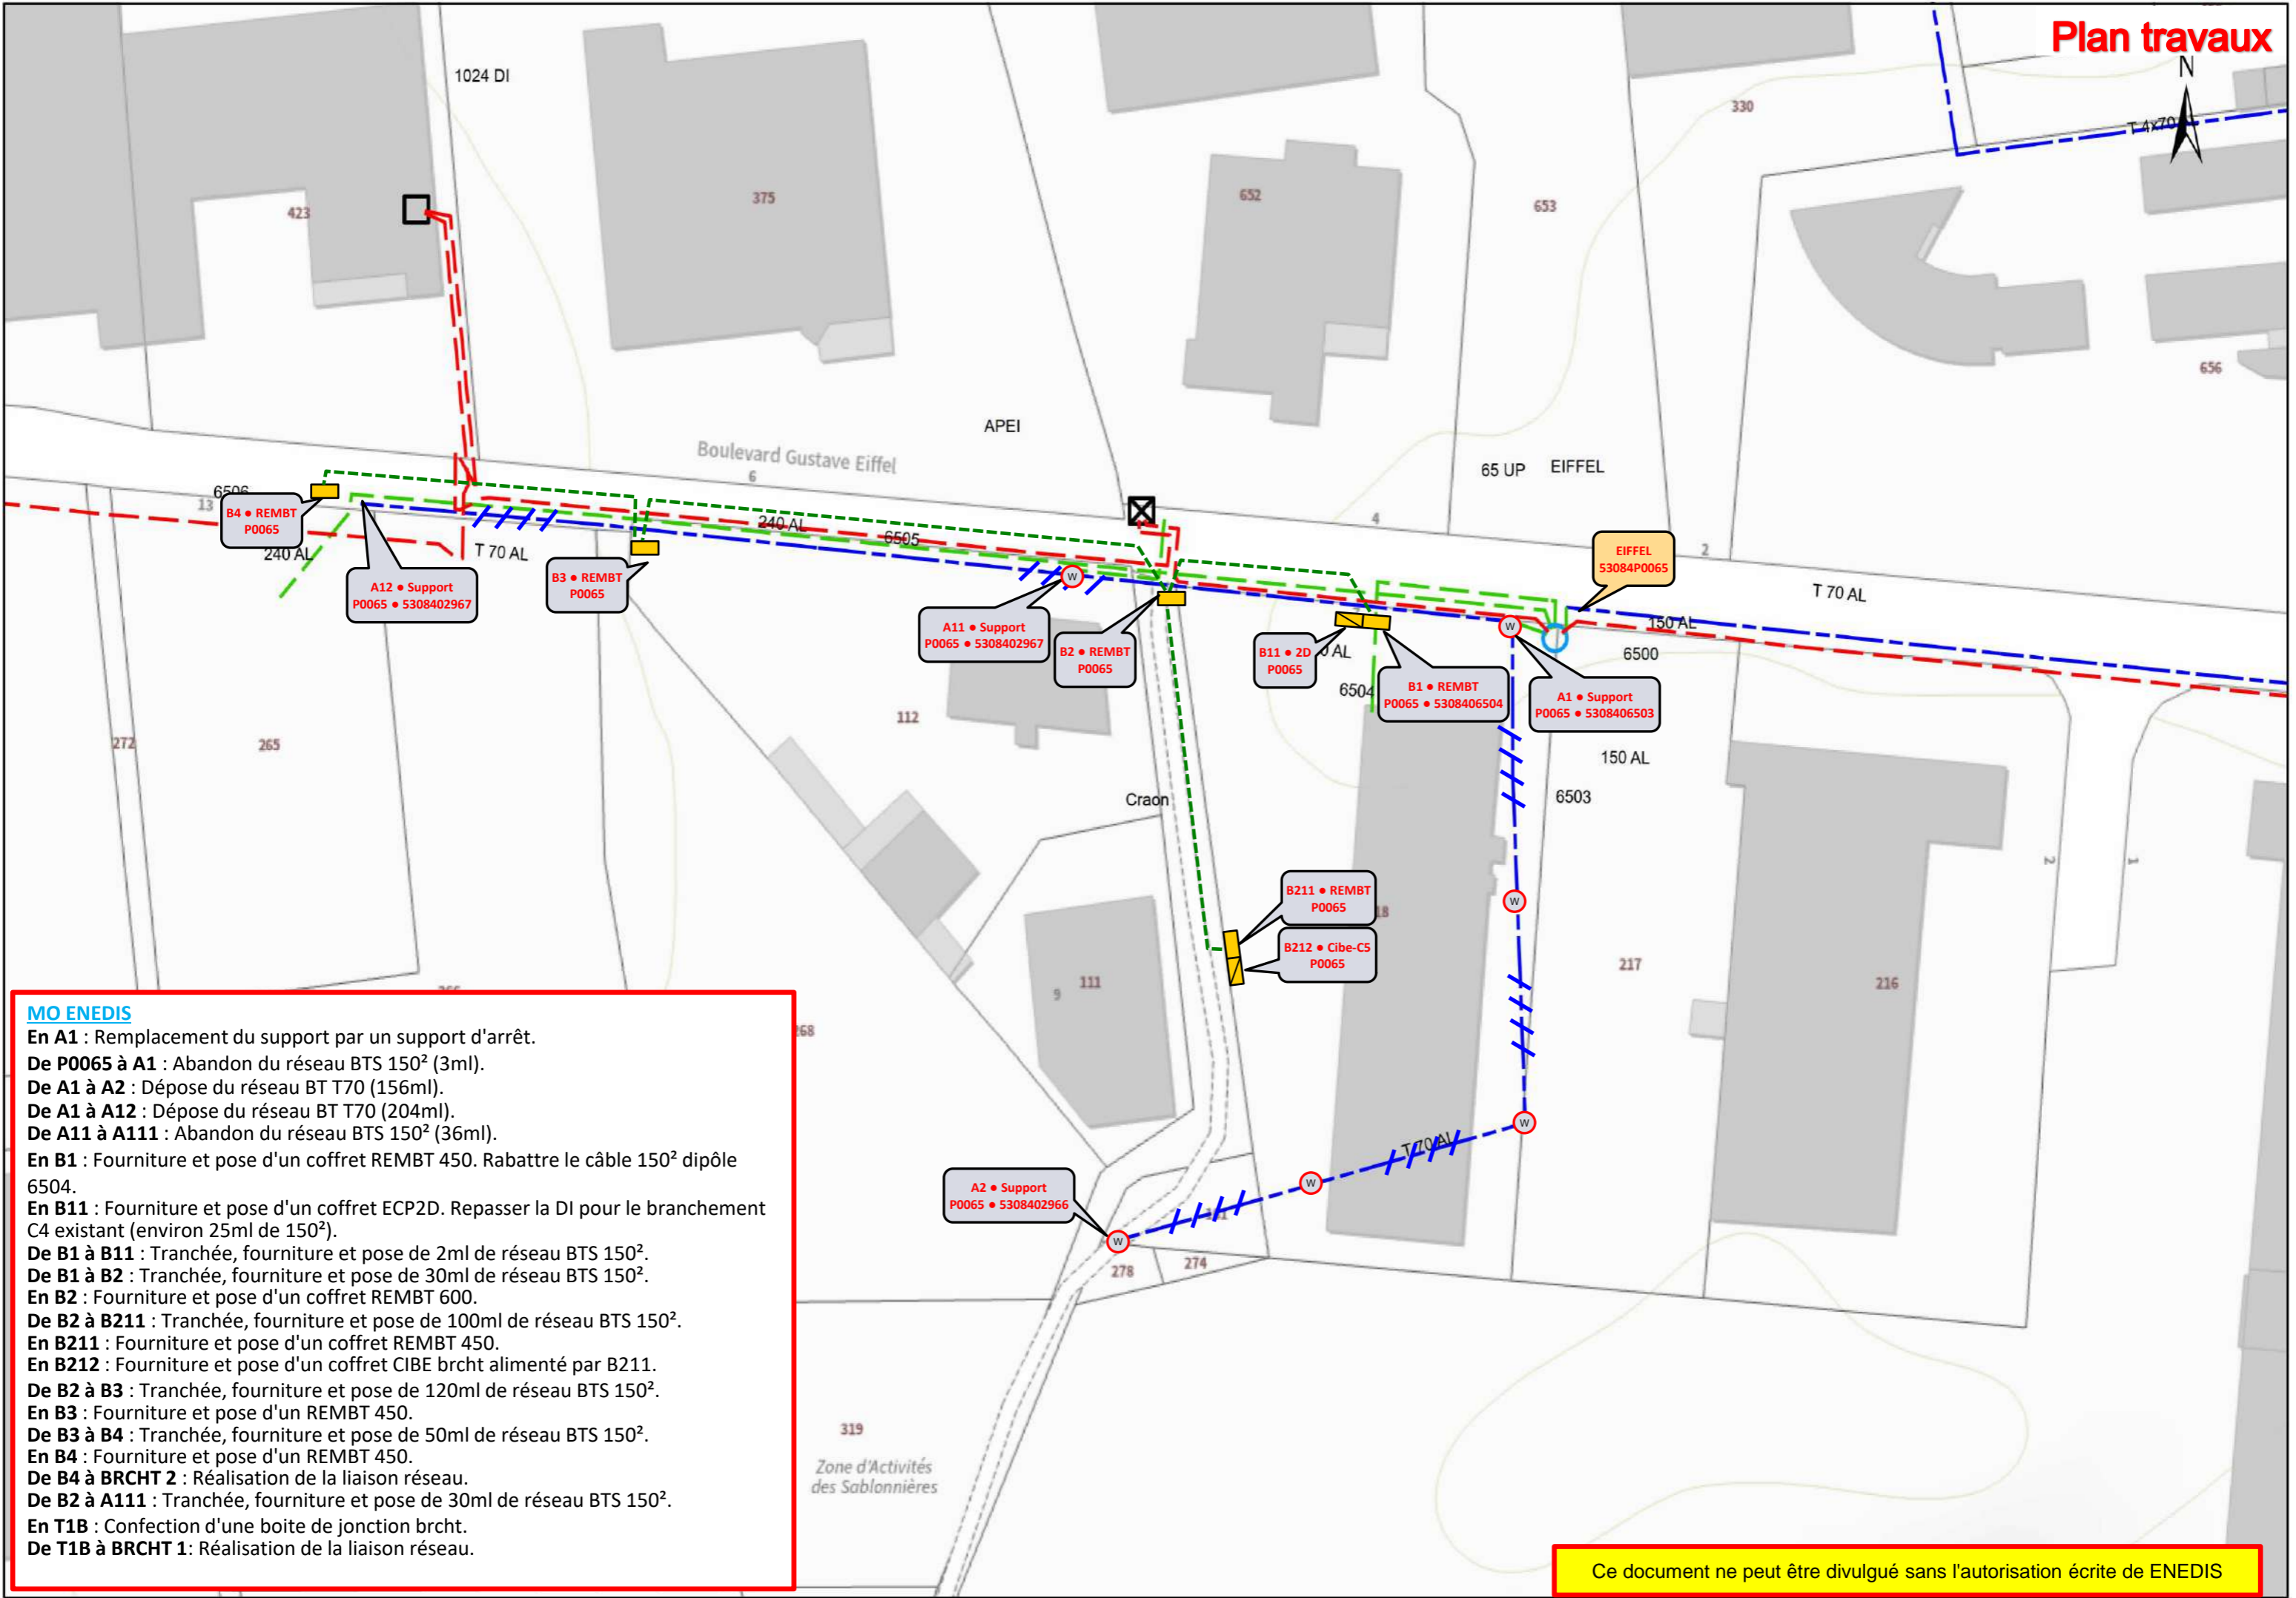 Plan travaux
N
1024 DI
330
T 4x70
423
375
652
653
656
APEI
Boulevard Gustave Eiffel
6
65 UP EIFFEL
4
2
6506
13
B4 ● REMBT
P0065
240 AL
T 70 AL
240 AL
6505
EIFFEL
53084P0065
T 70 AL
150 AL
6500
A12 ● Support
P0065 ● 5308402967
B3 ● REMBT
P0065
W
A11 ● Support
P0065 ● 5308402967
B2 ● REMBT
P0065
B11 ● 2D
P0065
0 AL
6504
B1 ● REMBT
P0065 ● 5308406504
W
A1 ● Support
P0065 ● 5308406503
272
265
112
150 AL
6503
Craon
2
1
B211 ● REMBT
P0065
18
W
B212 ● Cibe-C5
P0065
217
216
9
111
268
T 70 AL
W
W
A2 ● Support
P0065 ● 5308402966
W
278
274
319
Zone d'Activités
des Sablonnières
MO ENEDIS
En A1 : Remplacement du support par un support d'arrêt.
De P0065 à A1 : Abandon du réseau BTS 150² (3ml).
De A1 à A2 : Dépose du réseau BT T70 (156ml).
De A1 à A12 : Dépose du réseau BT T70 (204ml).
De A11 à A111 : Abandon du réseau BTS 150² (36ml).
En B1 : Fourniture et pose d'un coffret REMBT 450. Rabattre le câble 150² dipôle
6504.
En B11 : Fourniture et pose d'un coffret ECP2D. Repasser la DI pour le branchement
C4 existant (environ 25ml de 150²).
De B1 à B11 : Tranchée, fourniture et pose de 2ml de réseau BTS 150².
De B1 à B2 : Tranchée, fourniture et pose de 30ml de réseau BTS 150².
En B2 : Fourniture et pose d'un coffret REMBT 600.
De B2 à B211 : Tranchée, fourniture et pose de 100ml de réseau BTS 150².
En B211 : Fourniture et pose d'un coffret REMBT 450.
En B212 : Fourniture et pose d'un coffret CIBE brcht alimenté par B211.
De B2 à B3 : Tranchée, fourniture et pose de 120ml de réseau BTS 150².
En B3 : Fourniture et pose d'un REMBT 450.
De B3 à B4 : Tranchée, fourniture et pose de 50ml de réseau BTS 150².
En B4 : Fourniture et pose d'un REMBT 450.
De B4 à BRCHT 2 : Réalisation de la liaison réseau.
De B2 à A111 : Tranchée, fourniture et pose de 30ml de réseau BTS 150².
En T1B : Confection d'une boite de jonction brcht.
De T1B à BRCHT 1: Réalisation de la liaison réseau.
Ce document ne peut être divulgué sans l'autorisation écrite de ENEDIS